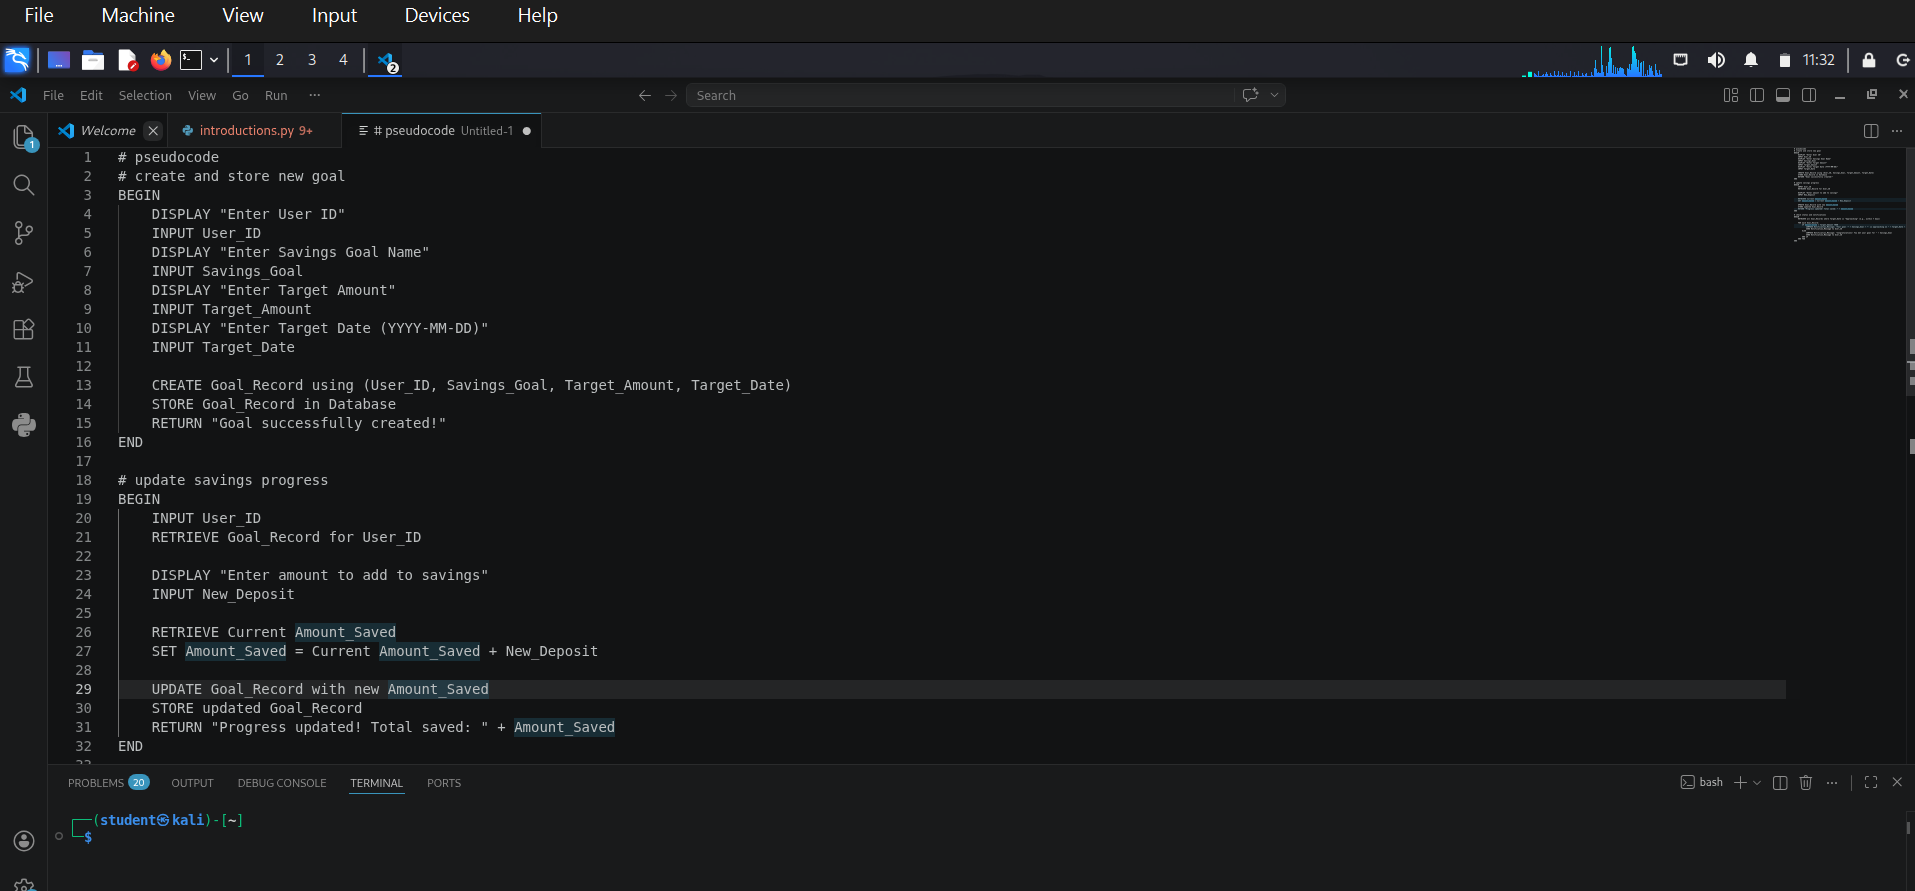 File Machine View Input Devices Help
1 2 3 4 2 11:32
File Edit Selection View Go Run ··· Search
Welcome introductions.py 9+ # pseudocode Untitled-1
1
1 # pseudocode
2 # create and store new goal
3 BEGIN
4 DISPLAY "Enter User ID"
5 INPUT User_ID
6 DISPLAY "Enter Savings Goal Name"
7 INPUT Savings_Goal
8 DISPLAY "Enter Target Amount"
9 INPUT Target_Amount
10 DISPLAY "Enter Target Date (YYYY-MM-DD)"
11 INPUT Target_Date
12
13 CREATE Goal_Record using (User_ID, Savings_Goal, Target_Amount, Target_Date)
14 STORE Goal_Record in Database
15 RETURN "Goal successfully created!"
16 END
17
18 # update savings progress
19 BEGIN
20 INPUT User_ID
21 RETRIEVE Goal_Record for User_ID
22
23 DISPLAY "Enter amount to add to savings"
24 INPUT New_Deposit
25
26 RETRIEVE Current Amount_Saved
27 SET Amount_Saved = Current Amount_Saved + New_Deposit
28
29 UPDATE Goal_Record with new Amount_Saved
30 STORE updated Goal_Record
31 RETURN "Progress updated! Total saved: " + Amount_Saved
32 END
PROBLEMS 20 OUTPUT DEBUG CONSOLE TERMINAL PORTS bash
(student㉿kali)-[~]
$